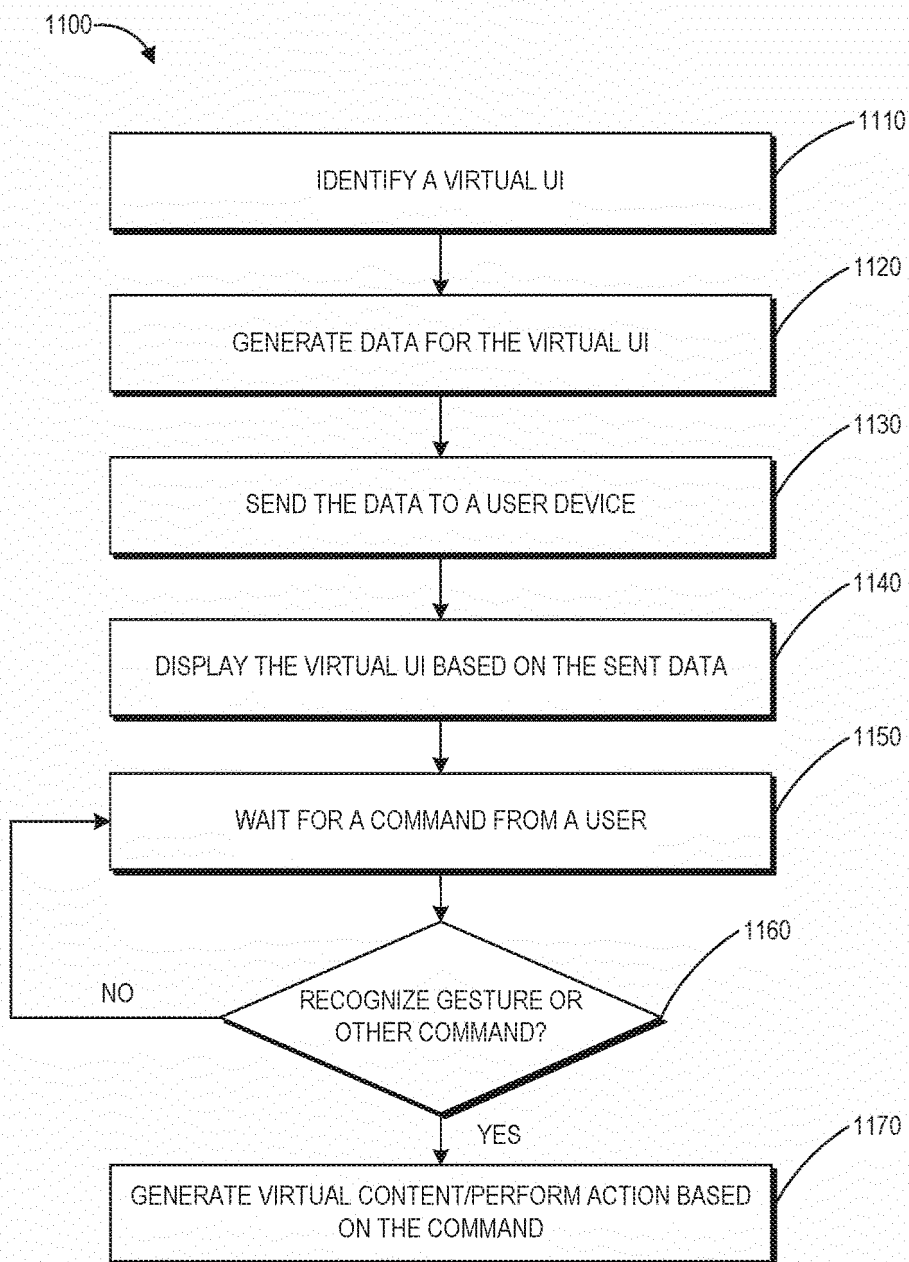 1100
1110
IDENTIFY A VIRTUAL UI
1120
GENERATE DATA FOR THE VIRTUAL UI
1130
SEND THE DATA TO A USER DEVICE
1140
DISPLAY THE VIRTUAL UI BASED ON THE SENT DATA
1150
WAIT FOR A COMMAND FROM A USER
1160
NO
RECOGNIZE GESTURE OR
OTHER COMMAND?
YES
1170
GENERATE VIRTUAL CONTENT/PERFORM ACTION BASED
ON THE COMMAND